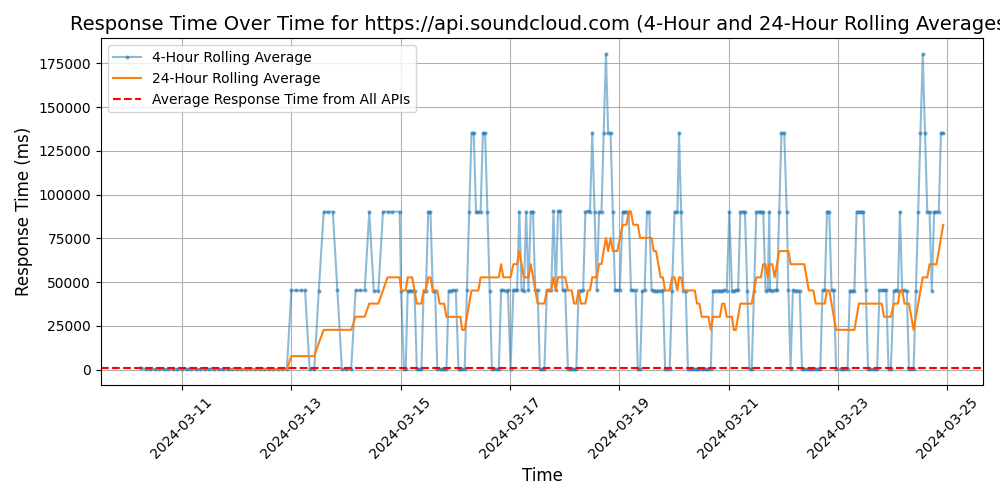 Response Time Over Time for https://api.soundcloud.com (4-Hour and 24-Hour Rolling Averages
4-Hour Rolling Average
24-Hour Rolling Average
Average Response Time from All APIs
Response Time (ms)
175000
150000
125000
100000
75000
50000
25000
0
2024-03-11
2024-03-13
2024-03-15
2024-03-17
2024-03-19
2024-03-21
2024-03-23
2024-03-25
Time